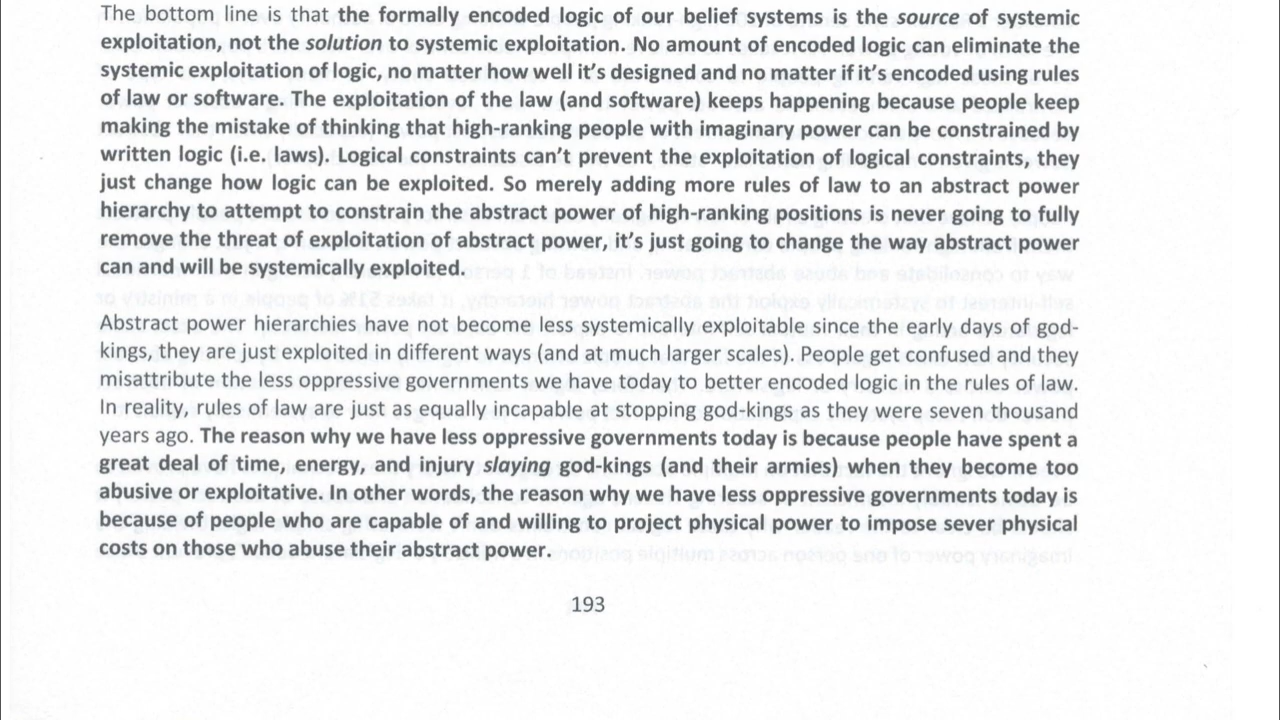 The bottom line is that the formally encoded logic of our belief systems is the source of systemic
exploitation, not the solution to systemic exploitation. No amount of encoded logic can eliminate the
systemic exploitation of logic, no matter how well it's designed and no matter if it's encoded using rules
of law or software. The exploitation of the law (and software) keeps happening because people keep
making the mistake of thinking that high-ranking people with imaginary power can be constrained by
written logic (i.e. laws). Logical constraints can't prevent the exploitation of logical constraints, they
just change how logic can be exploited. So merely adding more rules of law to an abstract power
hierarchy to attempt to constrain the abstract power of high-ranking positions is never going to fully
remove the threat of exploitation of abstract power, it's just going to change the way abstract power
can and will be systemically exploited.
Abstract power hierarchies have not become less systemically exploitable since the early days of god-
kings, they are just exploited in different ways (and at much larger scales). People get confused and they
misattribute the less oppressive governments we have today to better encoded logic in the rules of law.
In reality, rules of law are just as equally incapable at stopping god-kings as they were seven thousand
years ago. The reason why we have less oppressive governments today is because people have spent a
great deal of time, energy, and injury slaying god-kings (and their armies) when they become too
abusive or exploitative. In other words, the reason why we have less oppressive governments today is
because of people who are capable of and willing to project physical power to impose sever physical
costs on those who abuse their abstract power.
193